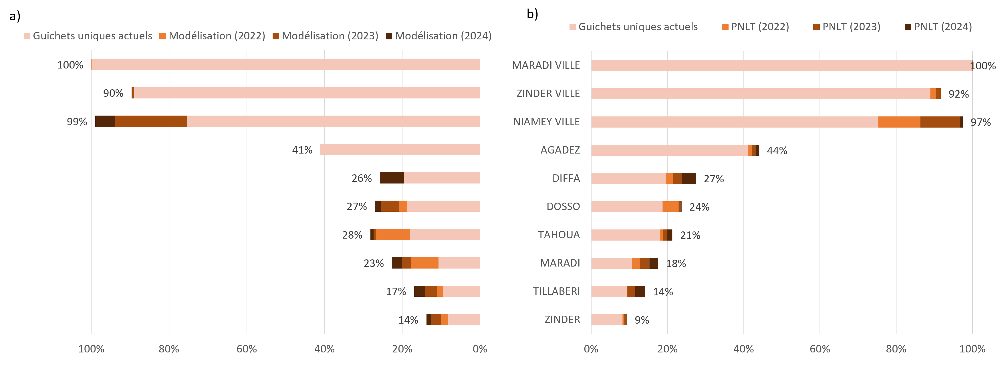 a)
Guichets uniques actuels Modélisation (2022) Modélisation (2023) Modélisation (2024)
100%
90%
99%
41%
26%
27%
28%
23%
17%
14%
100% 80% 60% 40% 20% 0%
b)
Guichets uniques actuels PNLT (2022) PNLT (2023) PNLT (2024)
MARADI VILLE 100%
ZINDER VILLE 92%
NIAMEY VILLE 97%
AGADEZ 44%
DIFFA 27%
DOSSO 24%
TAHOUA 21%
MARADI 18%
TILLABERI 14%
ZINDER 9%
0% 20% 40% 60% 80% 100%